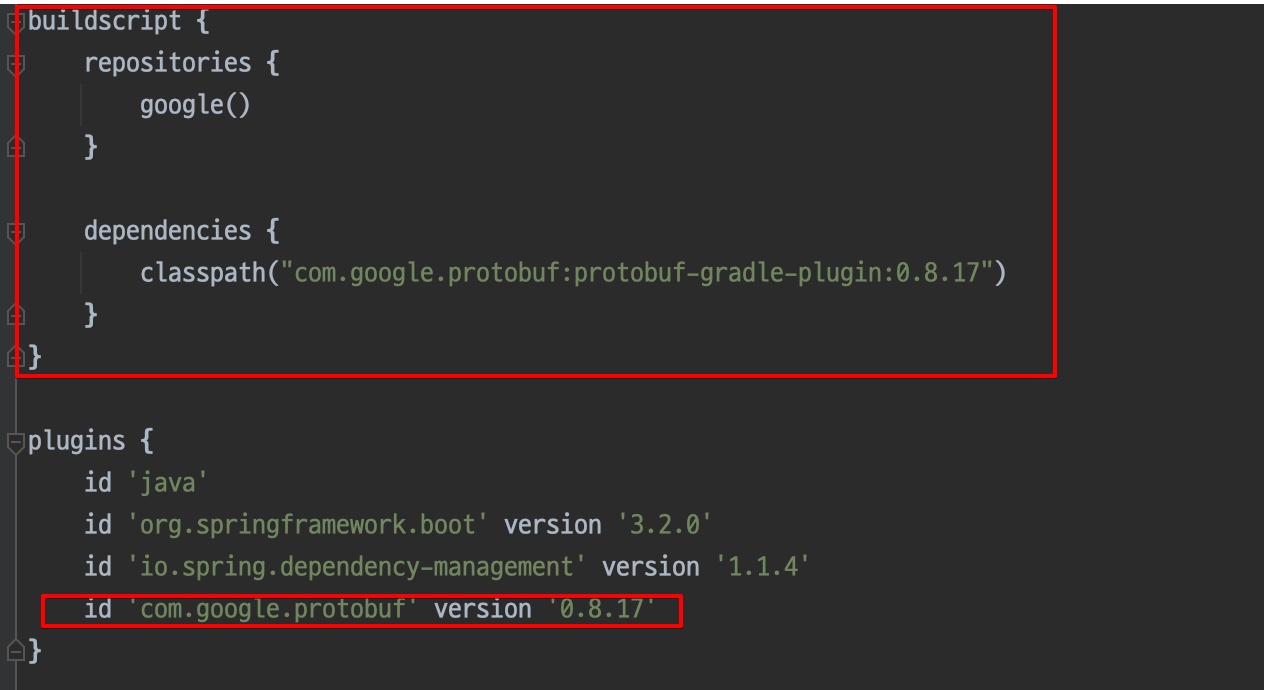 buildscript {
    repositories {
        google()
    }

    dependencies {
        classpath("com.google.protobuf:protobuf-gradle-plugin:0.8.17")
    }
}

plugins {
    id 'java'
    id 'org.springframework.boot' version '3.2.0'
    id 'io.spring.dependency-management' version '1.1.4'
    id 'com.google.protobuf' version '0.8.17'
}